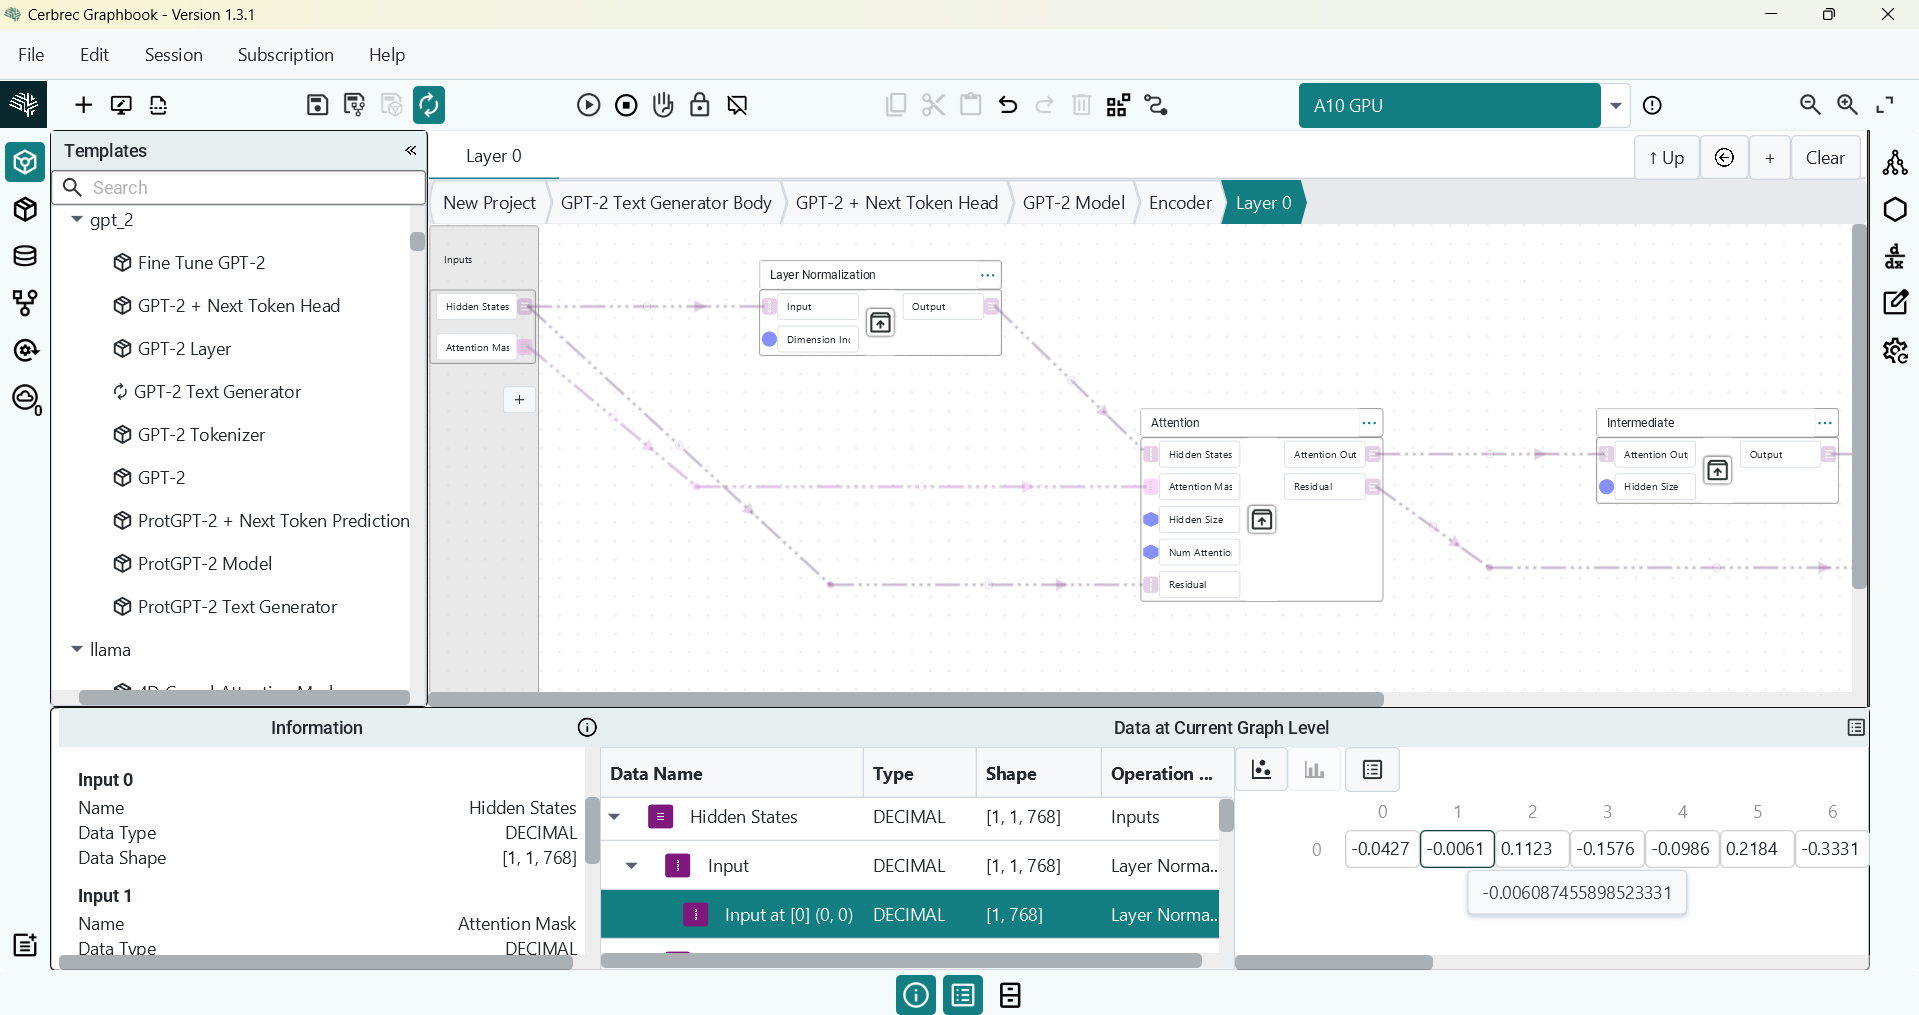 Cerbrec Graphbook - Version 1.3.1
File Edit Session Subscription Help
A10 GPU
Templates
Search
gpt_2
Fine Tune GPT-2
GPT-2 + Next Token Head
GPT-2 Layer
GPT-2 Text Generator
GPT-2 Tokenizer
GPT-2
ProtGPT-2 + Next Token Prediction
ProtGPT-2 Model
ProtGPT-2 Text Generator
llama
0
Layer 0
↑ Up + Clear
New Project GPT-2 Text Generator Body GPT-2 + Next Token Head GPT-2 Model Encoder Layer 0
Inputs
Hidden States
Attention Mas
+
Layer Normalization ...
Input Output
Dimension In
Attention ...
Hidden States Attention Out
Attention Mas Residual
Hidden Size
Num Attentio
Residual
Intermediate ...
Attention Out Output
Hidden Size
d/dx
Information
Input 0
Name Hidden States
Data Type DECIMAL
Data Shape [1, 1, 768]
Input 1
Name Attention Mask
Data Type DECIMAL
Data at Current Graph Level
Data Name Type Shape Operation ...
Hidden States DECIMAL [1, 1, 768] Inputs
Input DECIMAL [1, 1, 768] Layer Norma..
Input at [0] (0, 0) DECIMAL [1, 768] Layer Norma..
0 1 2 3 4 5 6
0 -0.0427 -0.0061 0.1123 -0.1576 -0.0986 0.2184 -0.3331
-0.006087455898523331